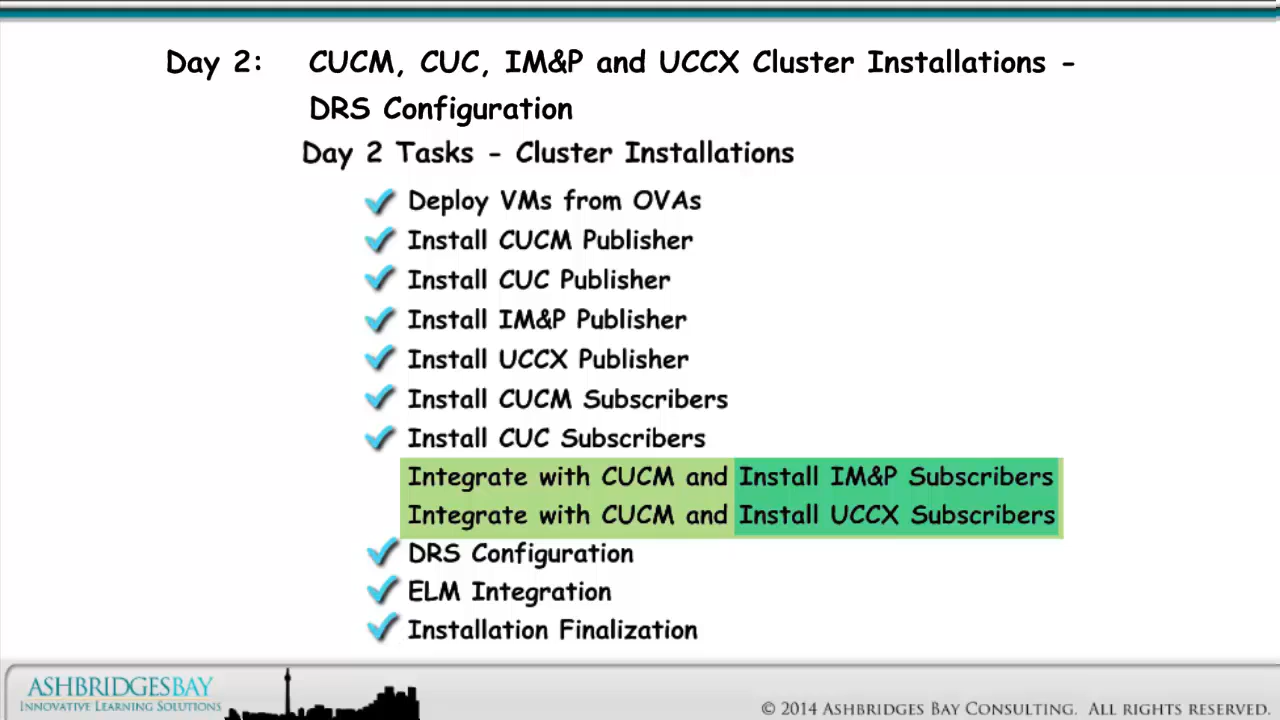 Day 2: CUCM, CUC, IM&P and UCCX Cluster Installations -
DRS Configuration
Day 2 Tasks - Cluster Installations
Deploy VMs from OVAs
Install CUCM Publisher
Install CUC Publisher
Install IM&P Publisher
Install UCCX Publisher
Install CUCM Subscribers
Install CUC Subscribers
Integrate with CUCM and Install IM&P Subscribers
Integrate with CUCM and Install UCCX Subscribers
DRS Configuration
ELM Integration
Installation Finalization
ASHBRIDGESBAY
INNOVATIVE LEARNING SOLUTIONS
© 2014 ASHBRIDGES BAY CONSULTING. ALL RIGHTS RESERVED.